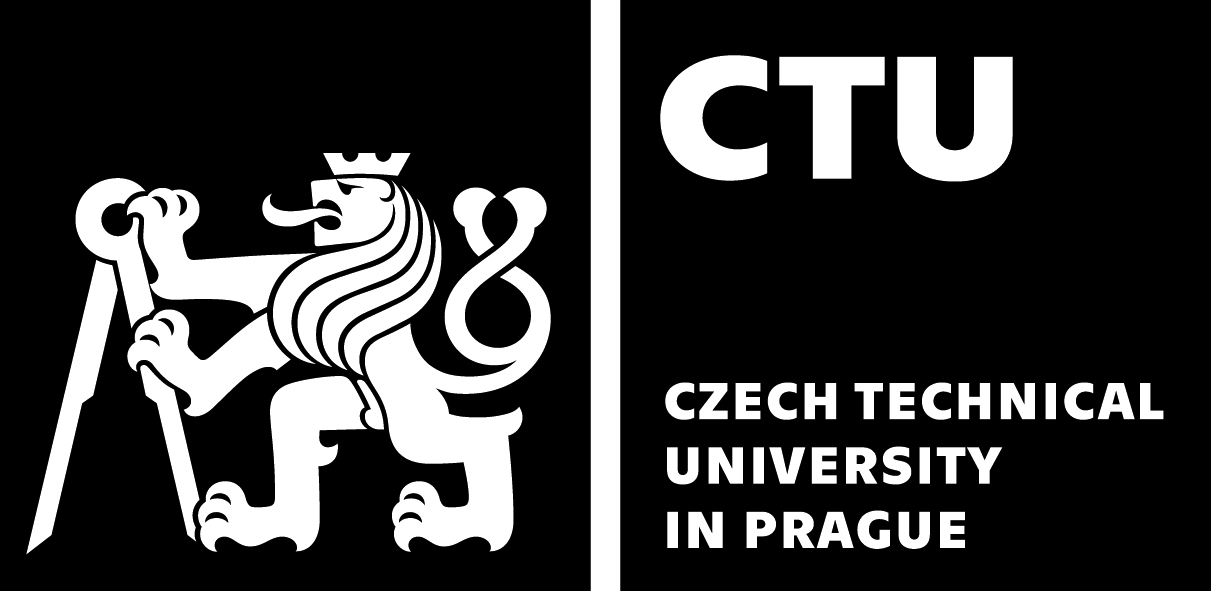 CTU
CZECH TECHNICAL
UNIVERSITY
IN PRAGUE